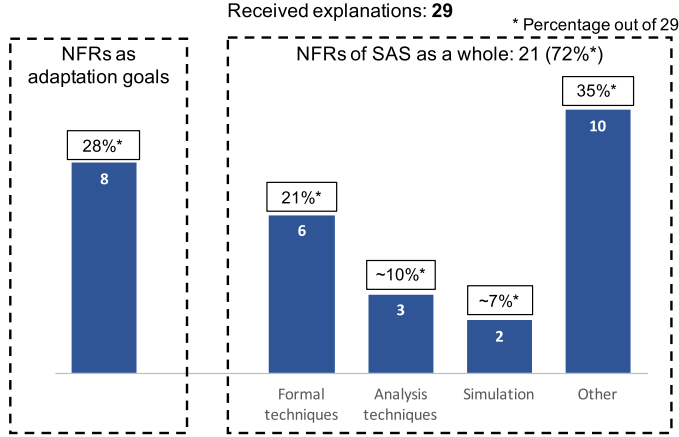 Received explanations: 29
* Percentage out of 29
NFRs as
adaptation goals
28%*
8
NFRs of SAS as a whole: 21 (72%*)
21%*
6
~10%*
3
~7%*
2
35%*
10
Formal
techniques
Analysis
techniques
Simulation
Other